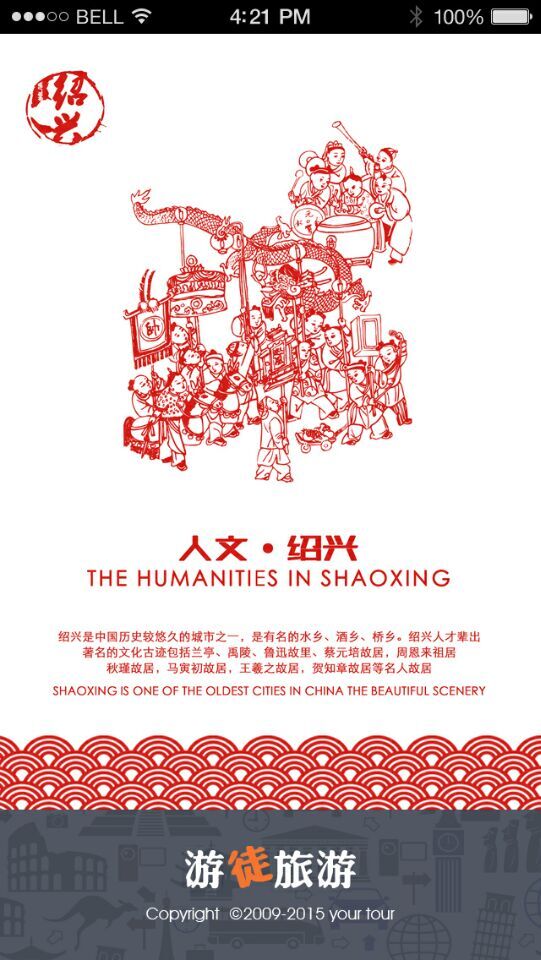 BELL
4:21 PM
100%
绍
兴
帥
人文·绍兴
THE HUMANITIES IN SHAOXING
绍兴是中国历史较悠久的城市之一，是有名的水乡、酒乡、桥乡。绍兴人才辈出
著名的文化古迹包括兰亭、禹陵、鲁迅故里、蔡元培故居，周恩来祖居
秋瑾故居，马寅初故居，王羲之故居，贺知章故居等名人故居
SHAOXING IS ONE OF THE OLDEST CITIES IN CHINA THE BEAUTIFUL SCENERY
游徒旅游
Copyright ©2009-2015 your tour